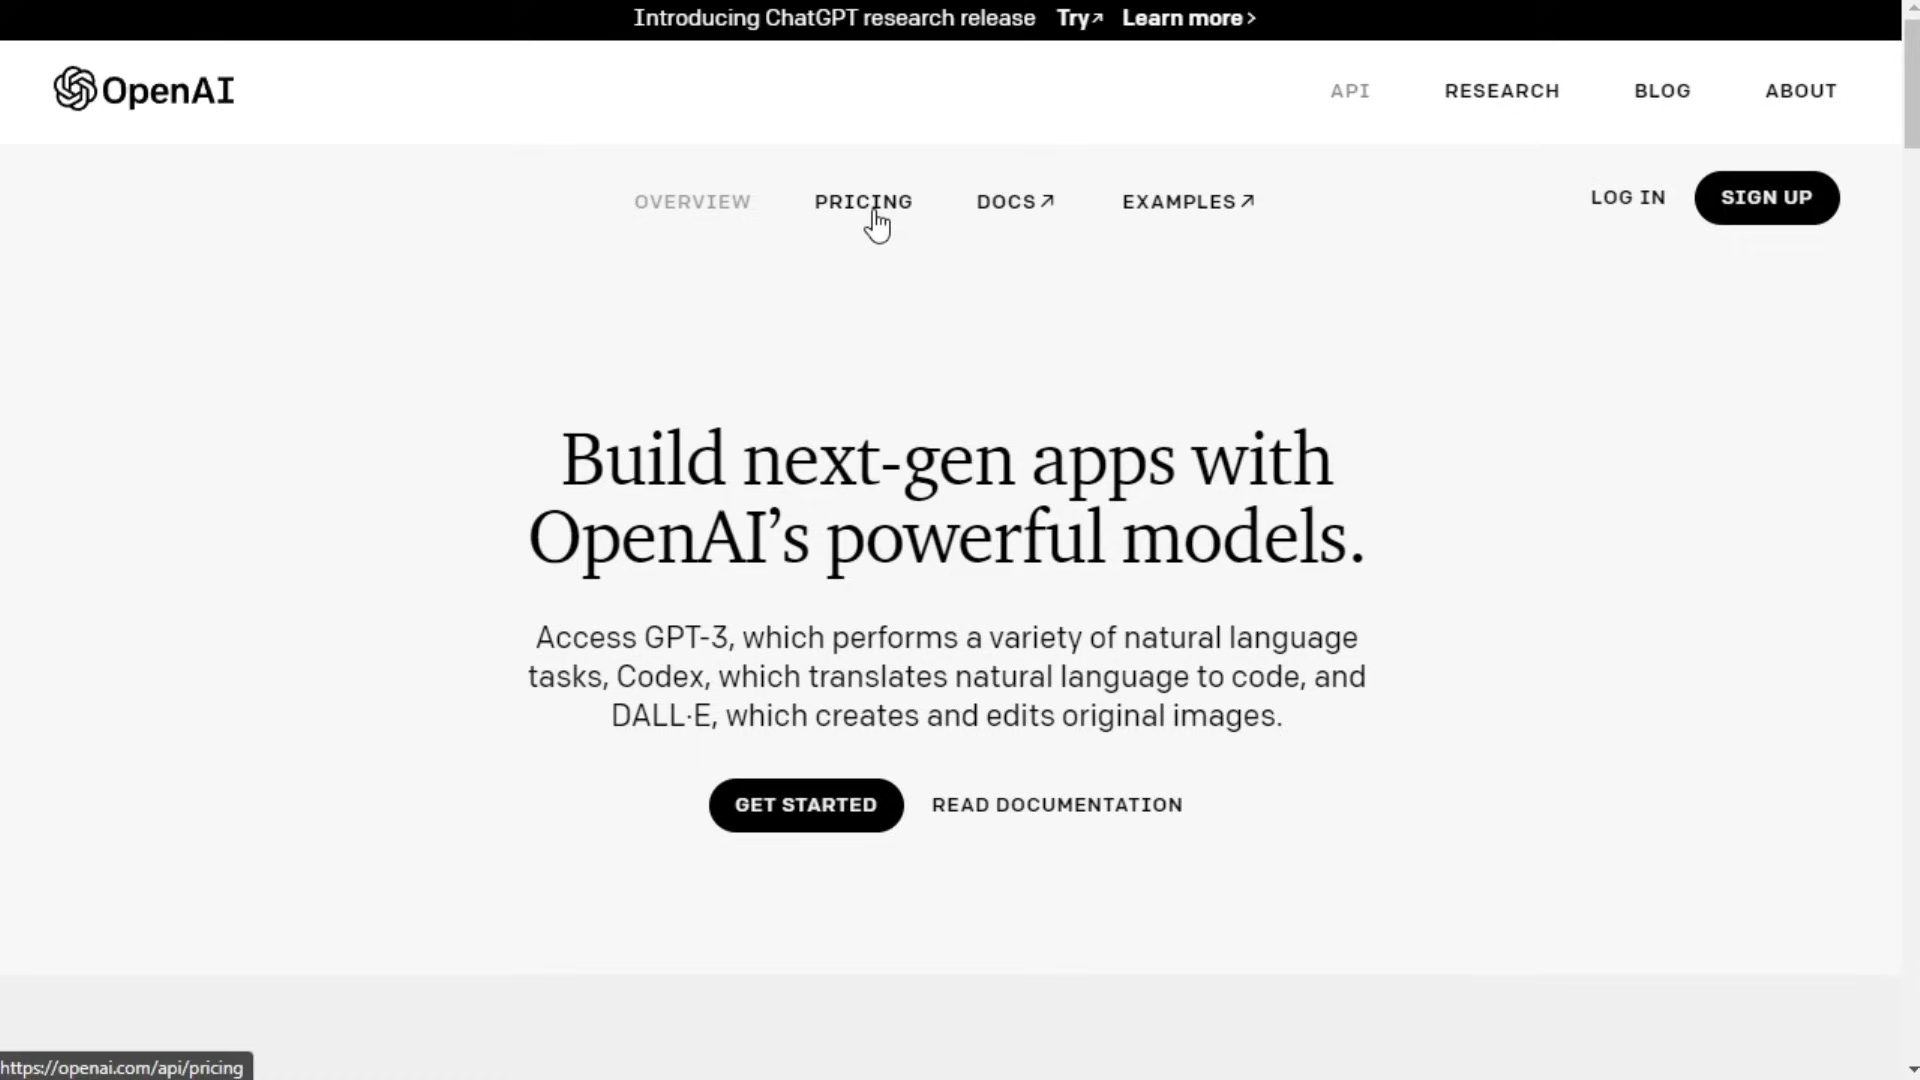 Introducing ChatGPT research release Try↗ Learn more ›
OpenAI
API RESEARCH BLOG ABOUT
OVERVIEW PRICING DOCS↗ EXAMPLES↗ LOG IN SIGN UP
Build next-gen apps with
OpenAI’s powerful models.
Access GPT-3, which performs a variety of natural language
tasks, Codex, which translates natural language to code, and
DALL·E, which creates and edits original images.
GET STARTED READ DOCUMENTATION
https://openai.com/api/pricing